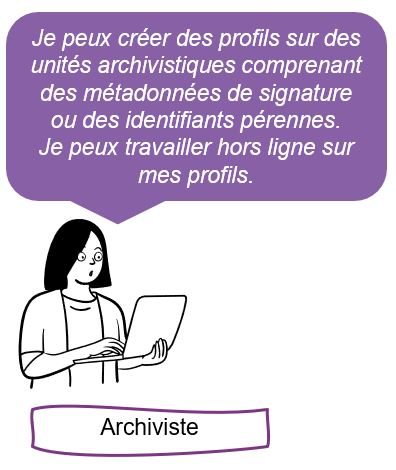 Je peux créer des profils sur des
unités archivistiques comprenant
des métadonnées de signature
ou des identifiants pérennes.
Je peux travailler hors ligne sur
mes profils.
Archiviste